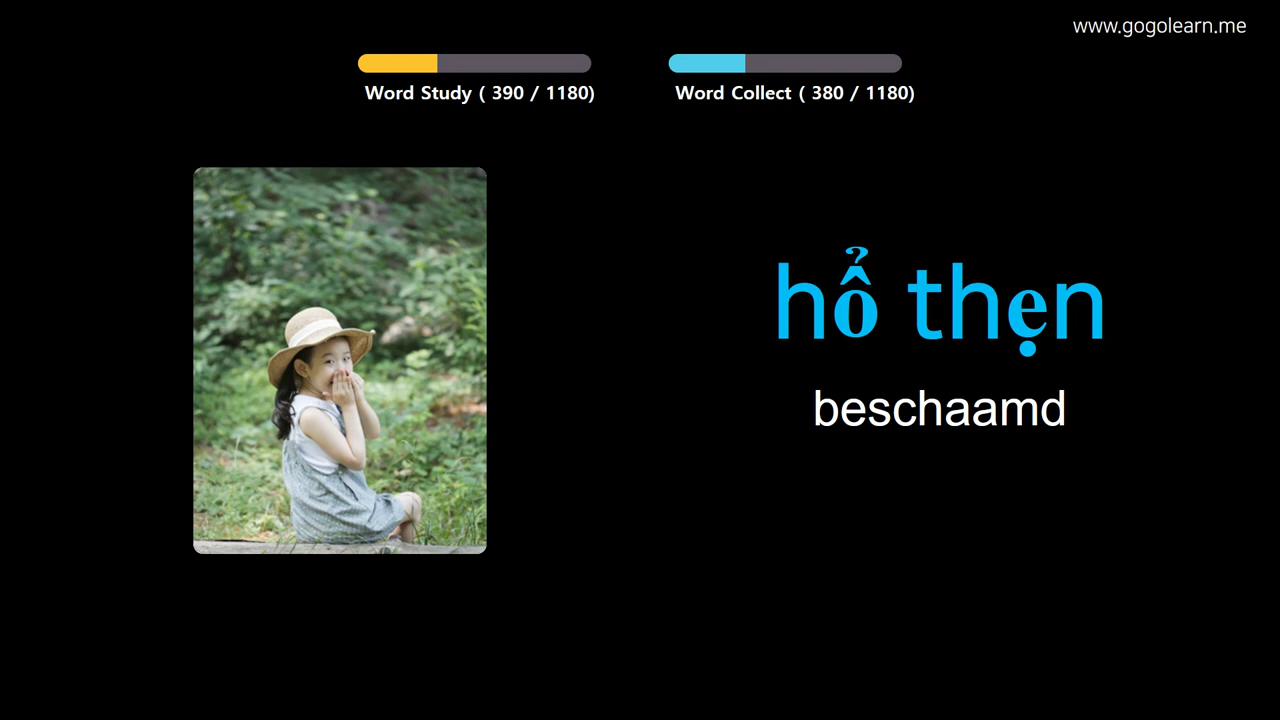 www.gogolearn.me
Word Study ( 390 / 1180)
Word Collect ( 380 / 1180)
hổ thẹn
beschaamd